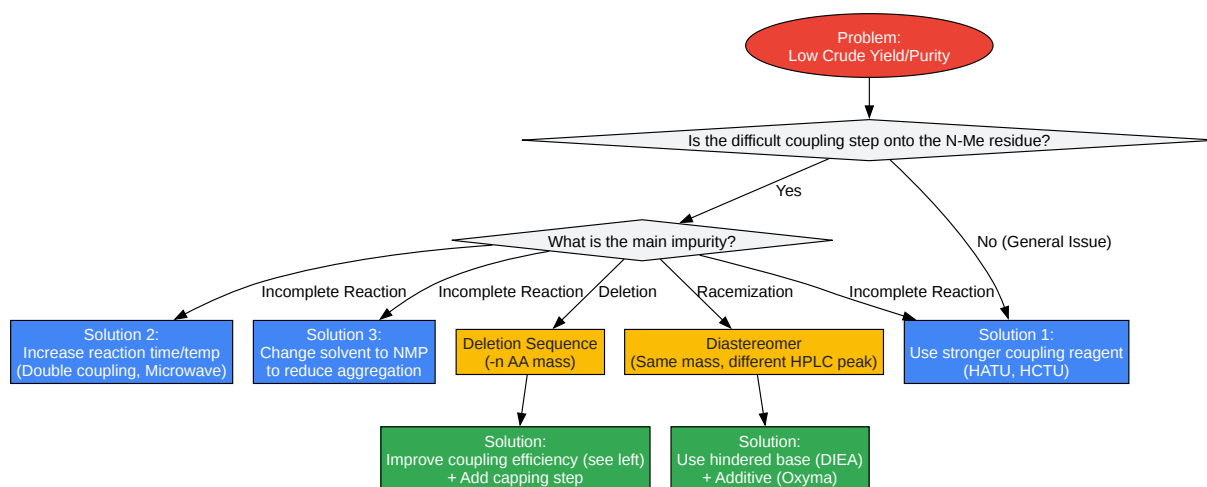 Problem:
Low Crude Yield/Purity
Is the difficult coupling step onto the N-Me residue?
Yes
No (General Issue)
What is the main impurity?
Incomplete Reaction
Incomplete Reaction
Deletion
Racemization
Incomplete Reaction
Solution 2:
Increase reaction time/temp
(Double coupling, Microwave)
Solution 3:
Change solvent to NMP
to reduce aggregation
Deletion Sequence
(-n AA mass)
Diastereomer
(Same mass, different HPLC peak)
Solution 1:
Use stronger coupling reagent
(HATU, HCTU)
Solution:
Improve coupling efficiency (see left)
+ Add capping step
Solution:
Use hindered base (DIEA)
+ Additive (Oxyma)